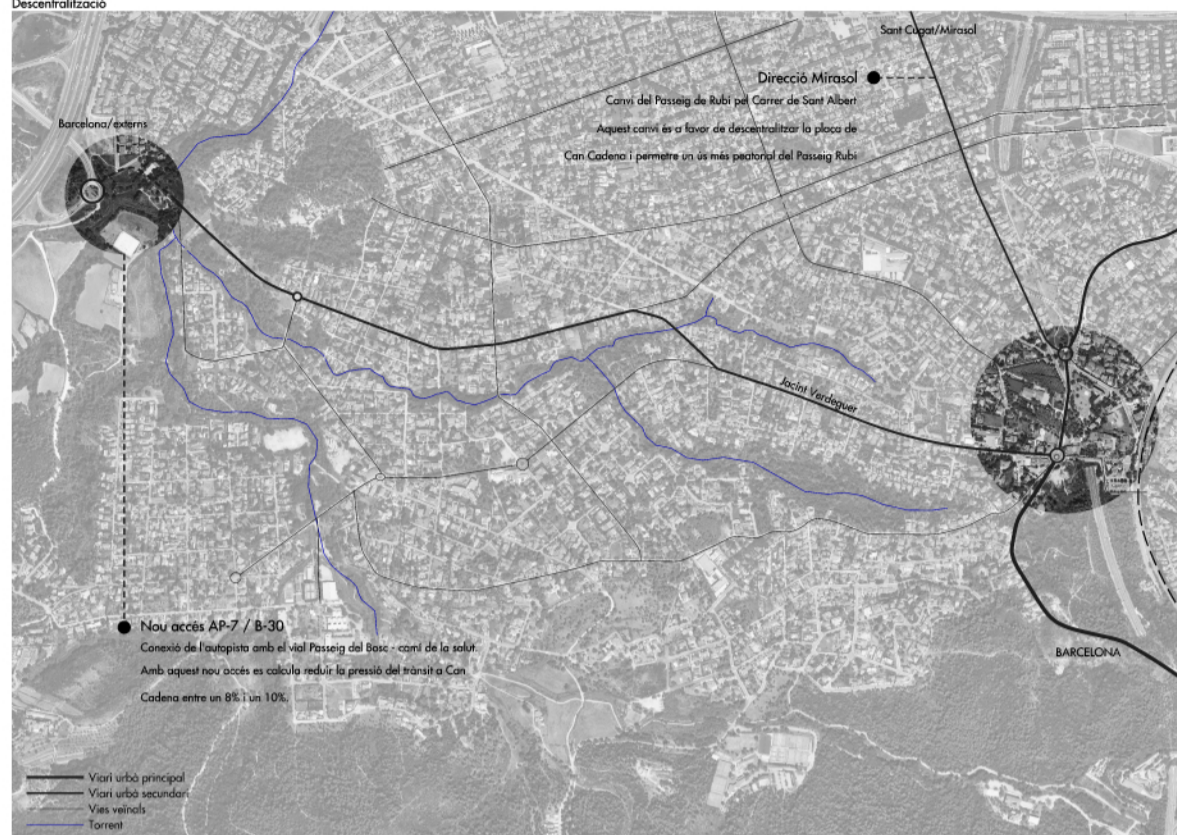 Descentralització
Sant Cugat/Mirasol
Direcció Mirasol
Canvi del Passeig de Rubí pel Carrer de Sant Albert
Aquest canvi és a favor de descentralitzar la plaça de
Can Cadena i permetre un ús més peatonal del Passeig Rubí
Barcelona/externs
Jacint Verdeguer
Nou accés AP-7 / B-30
Conexió de l'autopista amb el vial Passeig del Bosc - camí de la salut.
Amb aquest nou accés es calcula reduir la pressió del trànsit a Can
Cadena entre un 8% i un 10%.
BARCELONA
Viari urbà principal
Viari urbà secundari
Vies veïnals
Torrent